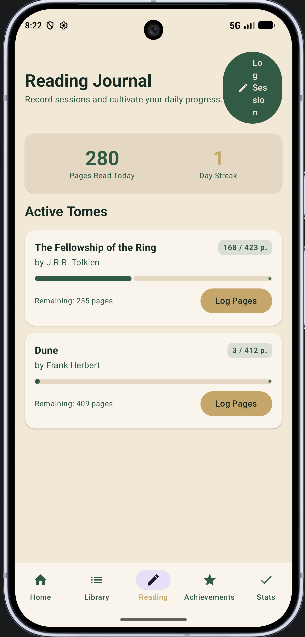 8:22
5G
Reading Journal
Record sessions and cultivate your daily progress.
Lo
g
Ses
sio
n
280
Pages Read Today
1
Day Streak
Active Tomes
The Fellowship of the Ring
168 / 423 p.
by J.R.R. Tolkien
Remaining: 255 pages
Log Pages
Dune
3 / 412 p.
by Frank Herbert
Remaining: 409 pages
Log Pages
Home
Library
Reading
Achievements
Stats